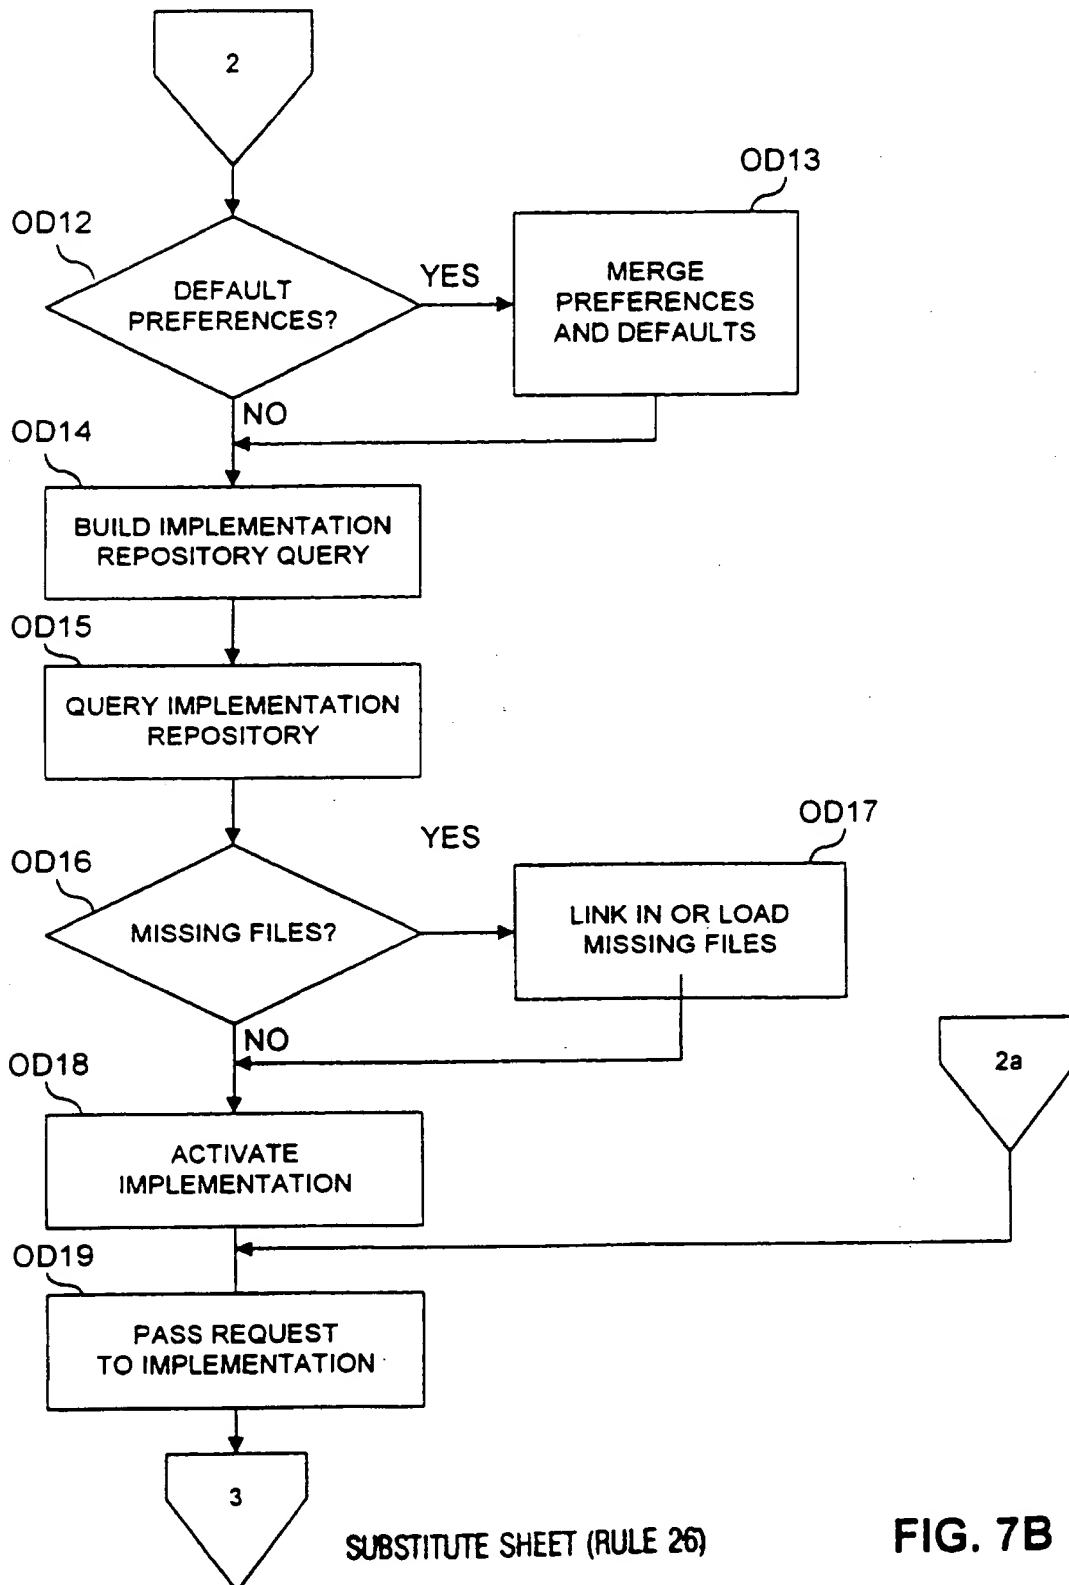 2
OD13
OD12
DEFAULT
PREFERENCES?
YES
MERGE
PREFERENCES
AND DEFAULTS
NO
OD14
BUILD IMPLEMENTATION
REPOSITORY QUERY
OD15
QUERY IMPLEMENTATION
REPOSITORY
OD16
MISSING FILES?
YES
OD17
LINK IN OR LOAD
MISSING FILES
NO
2a
OD18
ACTIVATE
IMPLEMENTATION
OD19
PASS REQUEST
TO IMPLEMENTATION
3
SUBSTITUTE SHEET (RULE 26)
FIG. 7B